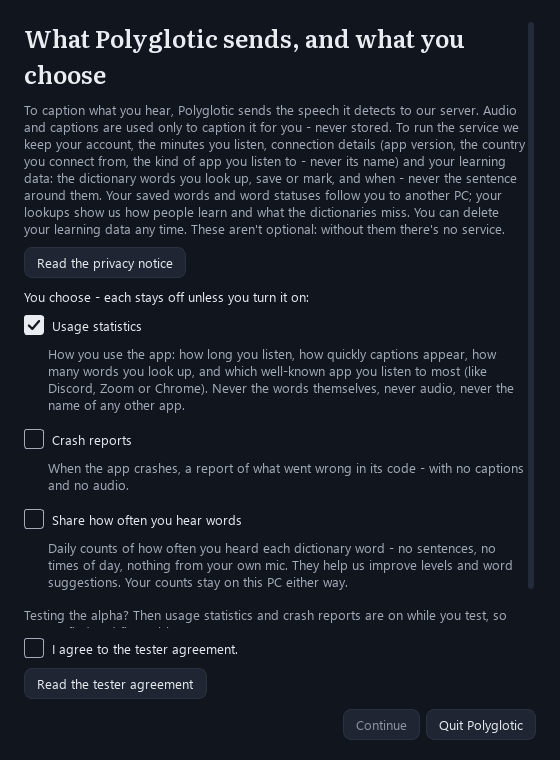 What Polyglotic sends, and what you
choose
To caption what you hear, Polyglotic sends the speech it detects to our server. Audio
and captions are used only to caption it for you - never stored. To run the service we
keep your account, the minutes you listen, connection details (app version, the country
you connect from, the kind of app you listen to - never its name) and your learning
data: the dictionary words you look up, save or mark, and when - never the sentence
around them. Your saved words and word statuses follow you to another PC; your
lookups show us how people learn and what the dictionaries miss. You can delete
your learning data any time. These aren't optional: without them there's no service.
Read the privacy notice
You choose - each stays off unless you turn it on:
Usage statistics
How you use the app: how long you listen, how quickly captions appear, how
many words you look up, and which well-known app you listen to most (like
Discord, Zoom or Chrome). Never the words themselves, never audio, never the
name of any other app.
Crash reports
When the app crashes, a report of what went wrong in its code - with no captions
and no audio.
Share how often you hear words
Daily counts of how often you heard each dictionary word - no sentences, no
times of day, nothing from your own mic. They help us improve levels and word
suggestions. Your counts stay on this PC either way.
Testing the alpha? Then usage statistics and crash reports are on while you test, so
I agree to the tester agreement.
Read the tester agreement
Continue
Quit Polyglotic